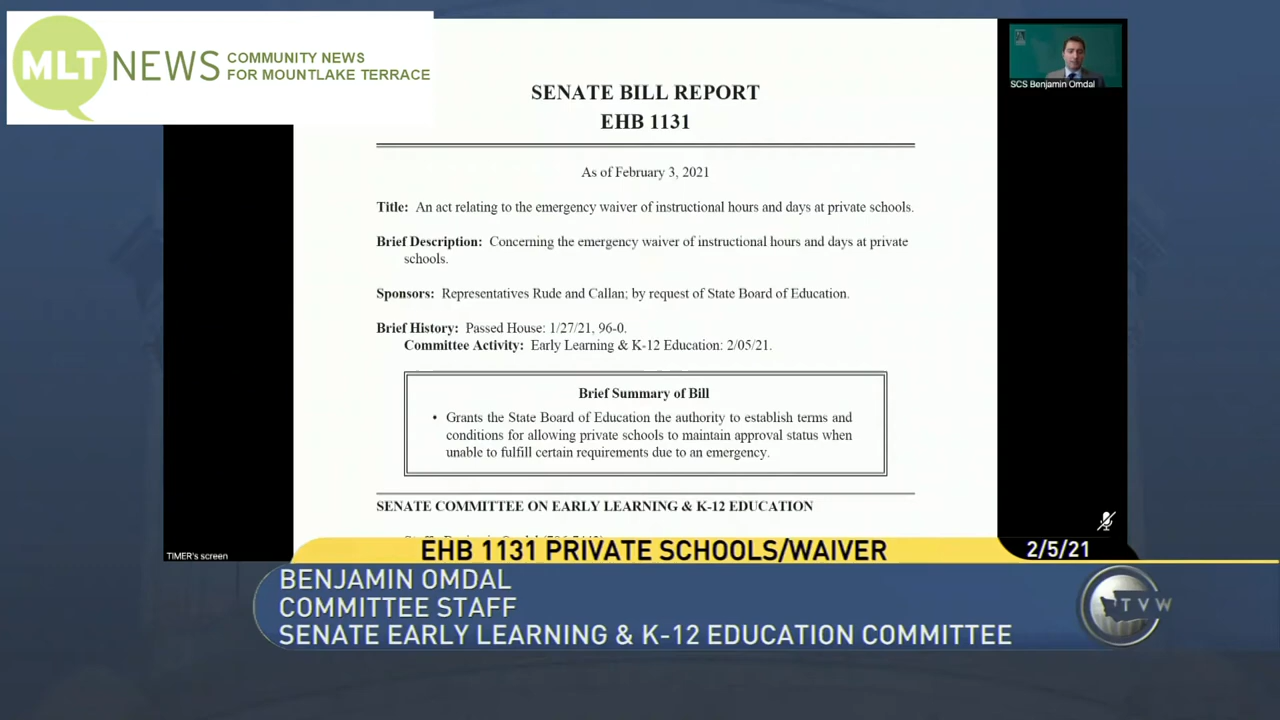 MLT NEWS
COMMUNITY NEWS
FOR MOUNTLAKE TERRACE
SENATE BILL REPORT
EHB 1131
As of February 3, 2021
Title: An act relating to the emergency waiver of instructional hours and days at private schools.
Brief Description: Concerning the emergency waiver of instructional hours and days at private
schools.
Sponsors: Representatives Rude and Callan; by request of State Board of Education.
Brief History: Passed House: 1/27/21, 96-0.
Committee Activity: Early Learning & K-12 Education: 2/05/21.
Brief Summary of Bill
• Grants the State Board of Education the authority to establish terms and
conditions for allowing private schools to maintain approval status when
unable to fulfill certain requirements due to an emergency.
SENATE COMMITTEE ON EARLY LEARNING & K-12 EDUCATION
SCS Benjamin Omdal
TIMER's screen
EHB 1131 PRIVATE SCHOOLS/WAIVER
2/5/21
BENJAMIN OMDAL
COMMITTEE STAFF
SENATE EARLY LEARNING & K-12 EDUCATION COMMITTEE
TVW